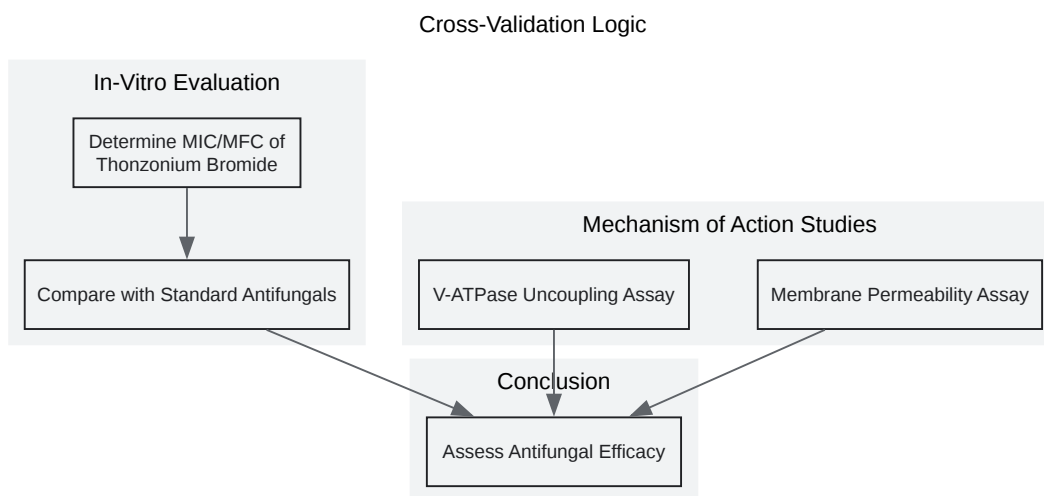 Cross-Validation Logic
In-Vitro Evaluation
Determine MIC/MFC of
Thonzonium Bromide
Compare with Standard Antifungals
Mechanism of Action Studies
V-ATPase Uncoupling Assay
Membrane Permeability Assay
Conclusion
Assess Antifungal Efficacy